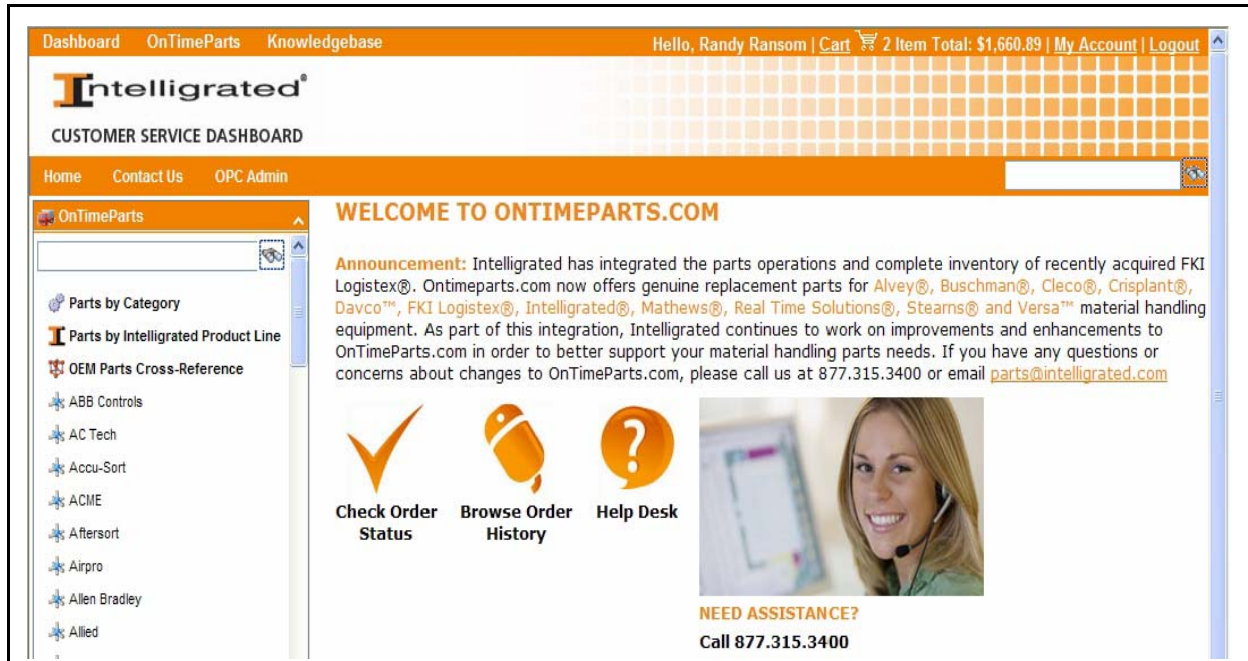 Dashboard OnTimeParts Knowledgebase
Hello, Randy Ransom | Cart 2 Item Total: $1,660.89 | My Account | Logout
Intelligrated®
CUSTOMER SERVICE DASHBOARD
Home Contact Us OPC Admin
OnTimeParts
Parts by Category
Parts by Intelligrated Product Line
OEM Parts Cross-Reference
ABB Controls
AC Tech
Accu-Sort
ACME
Aftersort
Airpro
Allen Bradley
Allied
WELCOME TO ONTIMEPARTS.COM
Announcement: Intelligrated has integrated the parts operations and complete inventory of recently acquired FKI
Logistex®. Ontimeparts.com now offers genuine replacement parts for Alvey®, Buschman®, Cleco®, Crisplant®,
Davco™, FKI Logistex®, Intelligrated®, Mathews®, Real Time Solutions®, Stearns® and Versa™ material handling
equipment. As part of this integration, Intelligrated continues to work on improvements and enhancements to
OnTimeParts.com in order to better support your material handling parts needs. If you have any questions or
concerns about changes to OnTimeParts.com, please call us at 877.315.3400 or email parts@intelligrated.com
Check Order
Status
Browse Order
History
Help Desk
NEED ASSISTANCE?
Call 877.315.3400